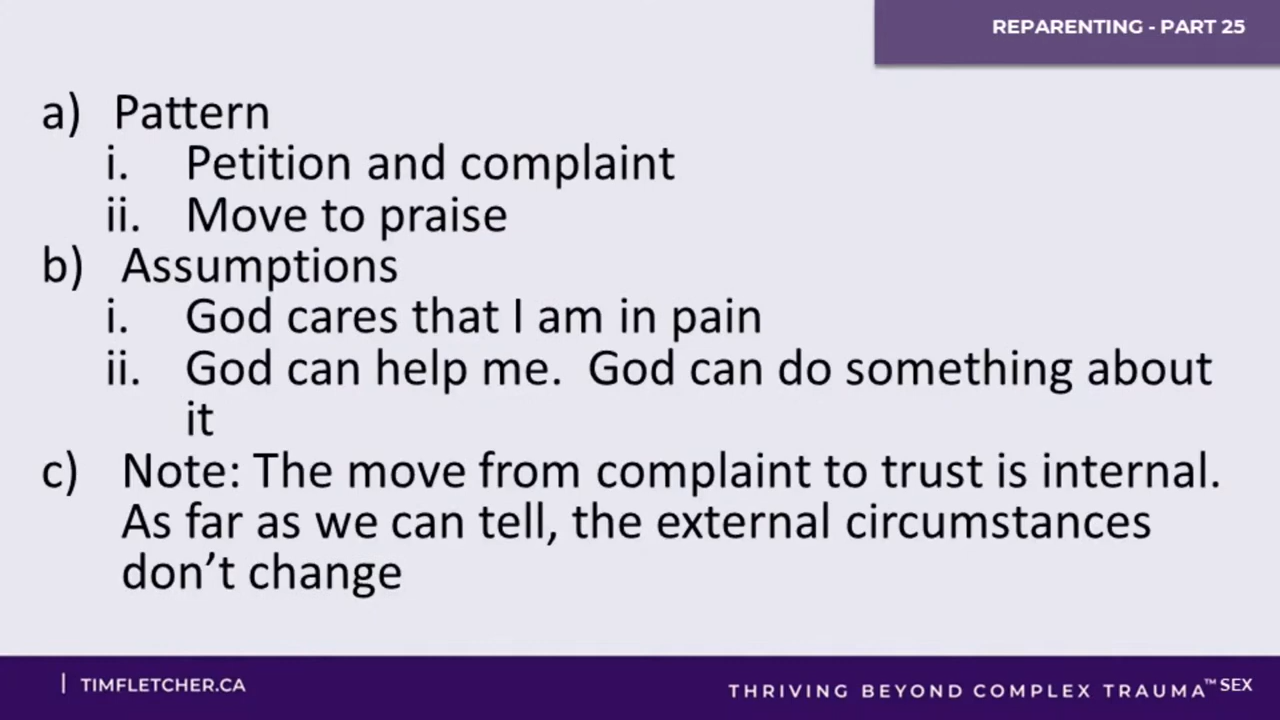 REPARENTING - PART 25
a) Pattern
i. Petition and complaint
ii. Move to praise
b) Assumptions
i. God cares that I am in pain
ii. God can help me.  God can do something about
it
c) Note: The move from complaint to trust is internal.
As far as we can tell, the external circumstances
don’t change
| TIMFLETCHER.CA
THRIVING BEYOND COMPLEX TRAUMA™ SEX